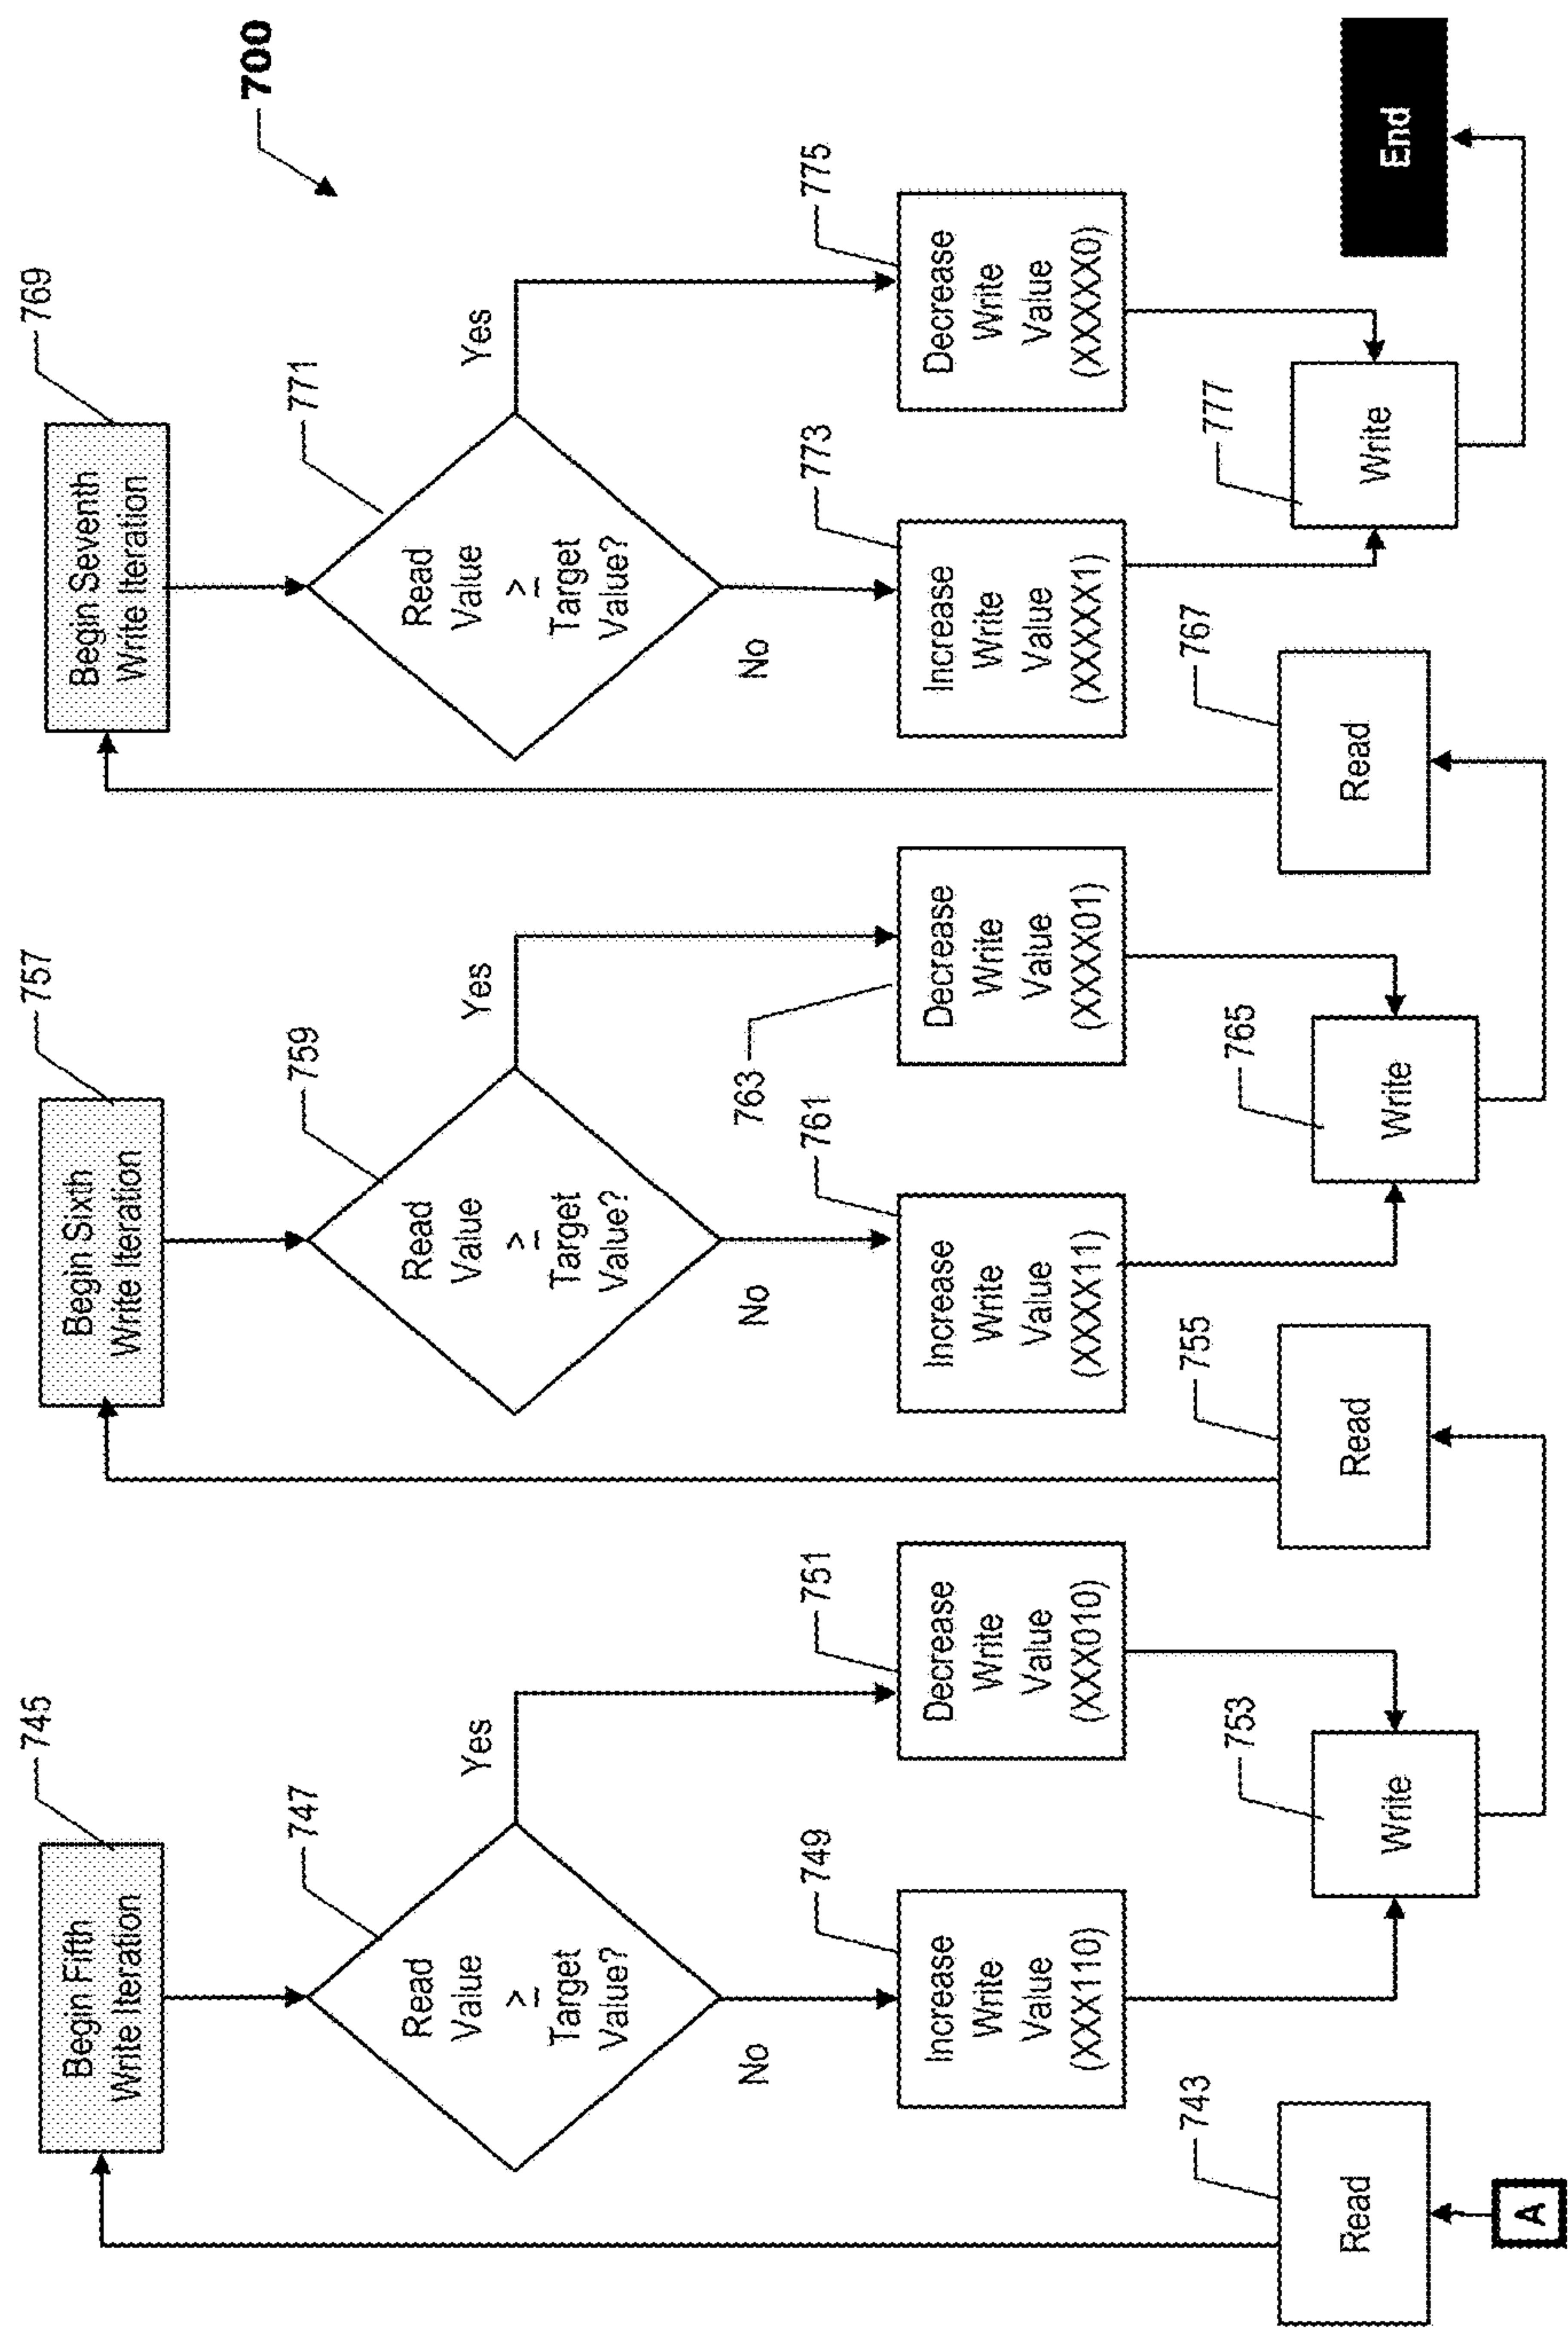 700
745
Begin Fifth
Write Iteration
747
Read
Value
≥
Target
Value?
Yes
No
749
Increase
Write
Value
(XXX110)
751
Decrease
Write
Value
(XXX010)
753
Write
743
Read
A
757
Begin Sixth
Write Iteration
759
Read
Value
≥
Target
Value?
Yes
No
763
761
Increase
Write
Value
(XXXX11)
Decrease
Write
Value
(XXXX01)
765
Write
755
Read
769
Begin Seventh
Write Iteration
771
Read
Value
≥
Target
Value?
Yes
No
773
Increase
Write
Value
(XXXXX1)
775
Decrease
Write
Value
(XXXXX0)
777
Write
767
Read
End